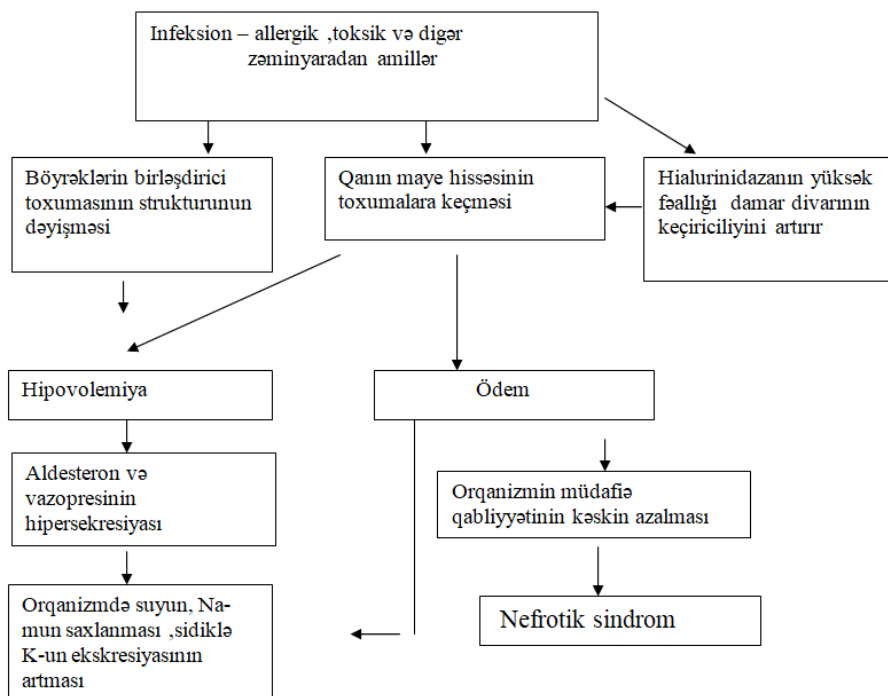 Infeksion – allergik ,toksik və digər
zəminyaradan amillər
Böyrəklərin birləşdirici
toxumasının strukturunun
dəyişməsi
Qanın maye hissəsinin
toxumalara keçməsi
Hialurinidazanın yüksək
fəallığı damar divarının
keçiriciliyini artırır
Hipovolemiya
Ödem
Aldesteron və
vazopresinin
hipersekresiyası
Orqanizmin müdafiə
qabliyyətinin kəskin azalması
Orqanizmdə suyun, Na-
mun saxlanması ,sidiklə
K-un ekskresiyasının
artması
Nefrotik sindrom